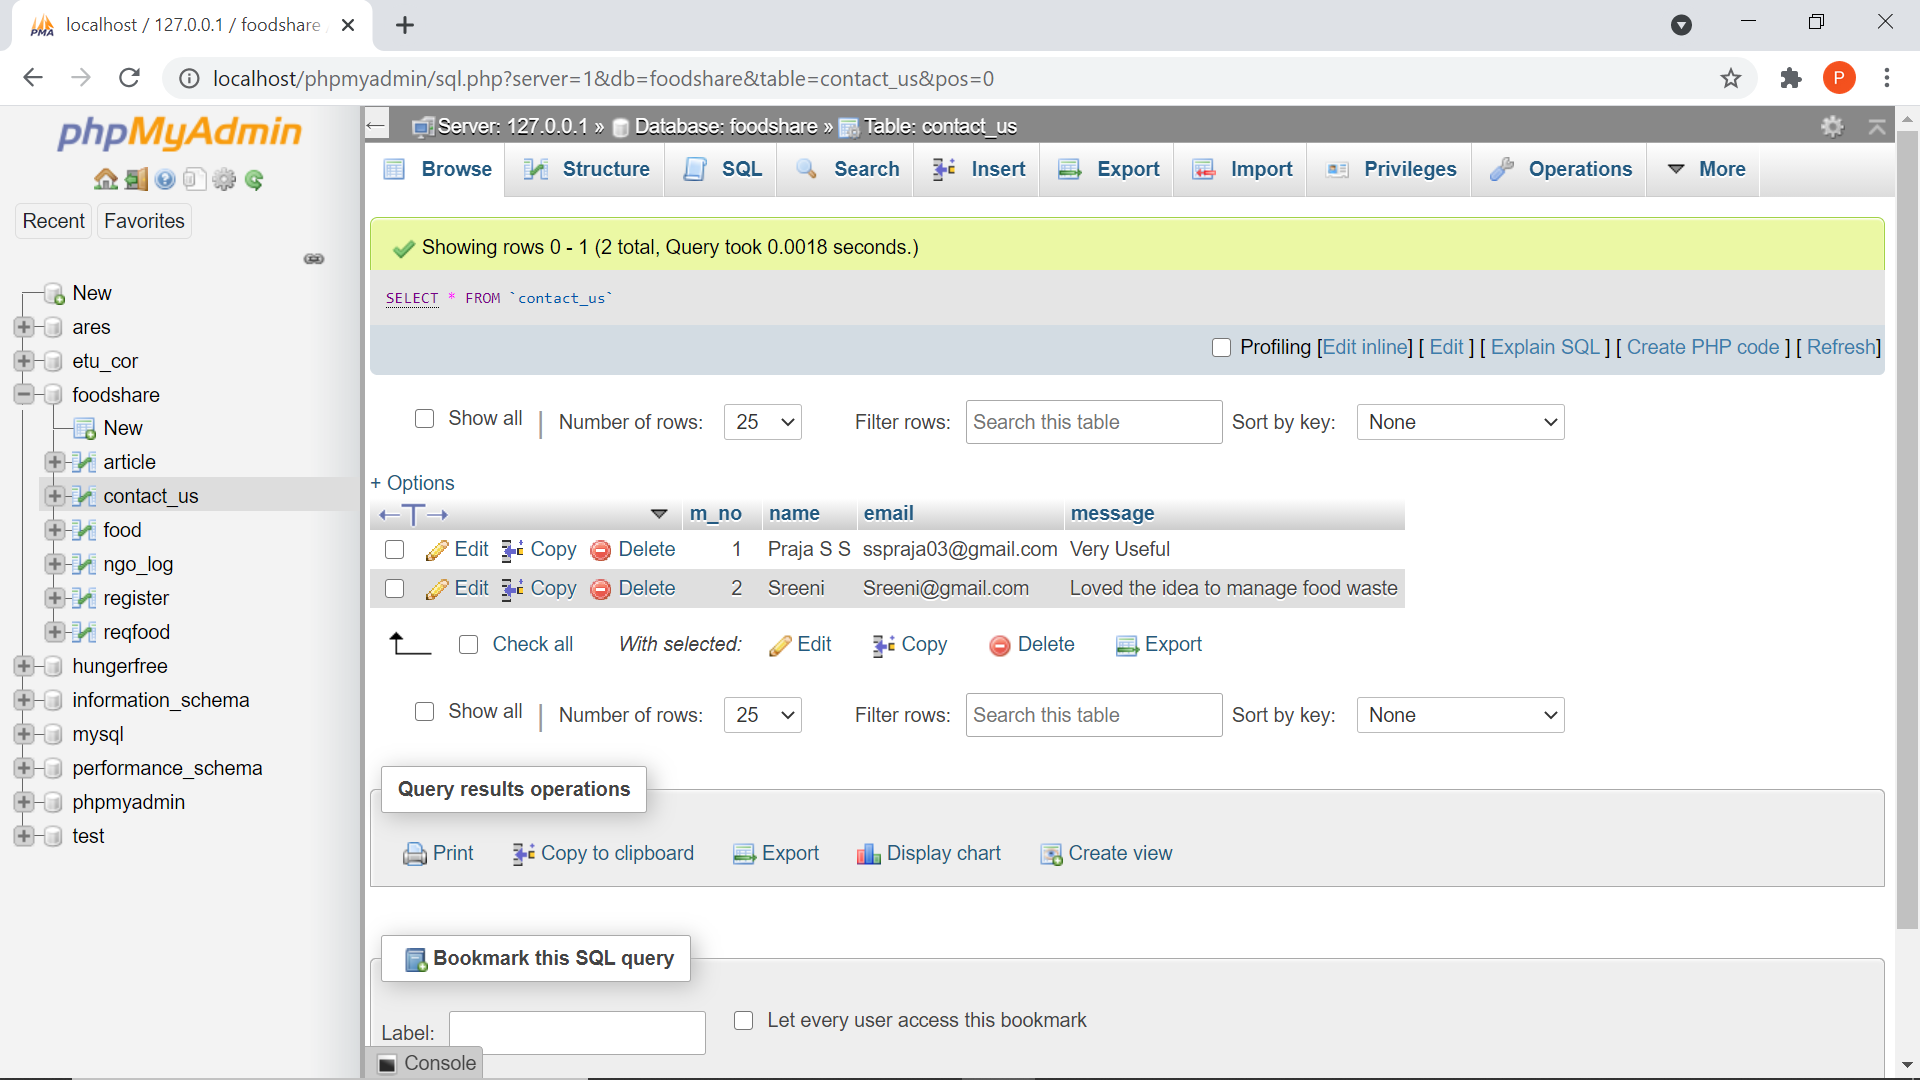 localhost / 127.0.0.1 / foodshare
localhost/phpmyadmin/sql.php?server=1&db=foodshare&table=contact_us&pos=0
P
phpMyAdmin
Recent Favorites
New
ares
etu_cor
foodshare
New
article
contact_us
food
ngo_log
register
reqfood
hungerfree
information_schema
mysql
performance_schema
phpmyadmin
test
Server: 127.0.0.1 » Database: foodshare » Table: contact_us
Browse Structure SQL Search Insert Export Import Privileges Operations More
Showing rows 0 - 1 (2 total, Query took 0.0018 seconds.)
SELECT * FROM `contact_us`
Profiling [Edit inline] [ Edit ] [ Explain SQL ] [ Create PHP code ] [ Refresh]
Show all | Number of rows: 25 Filter rows: Search this table Sort by key: None
+ Options
←T→ m_no name email message
Edit Copy Delete 1 Praja S S sspraja03@gmail.com Very Useful
Edit Copy Delete 2 Sreeni Sreeni@gmail.com Loved the idea to manage food waste
Check all With selected: Edit Copy Delete Export
Show all | Number of rows: 25 Filter rows: Search this table Sort by key: None
Query results operations
Print Copy to clipboard Export Display chart Create view
Bookmark this SQL query
Label: Let every user access this bookmark
Console